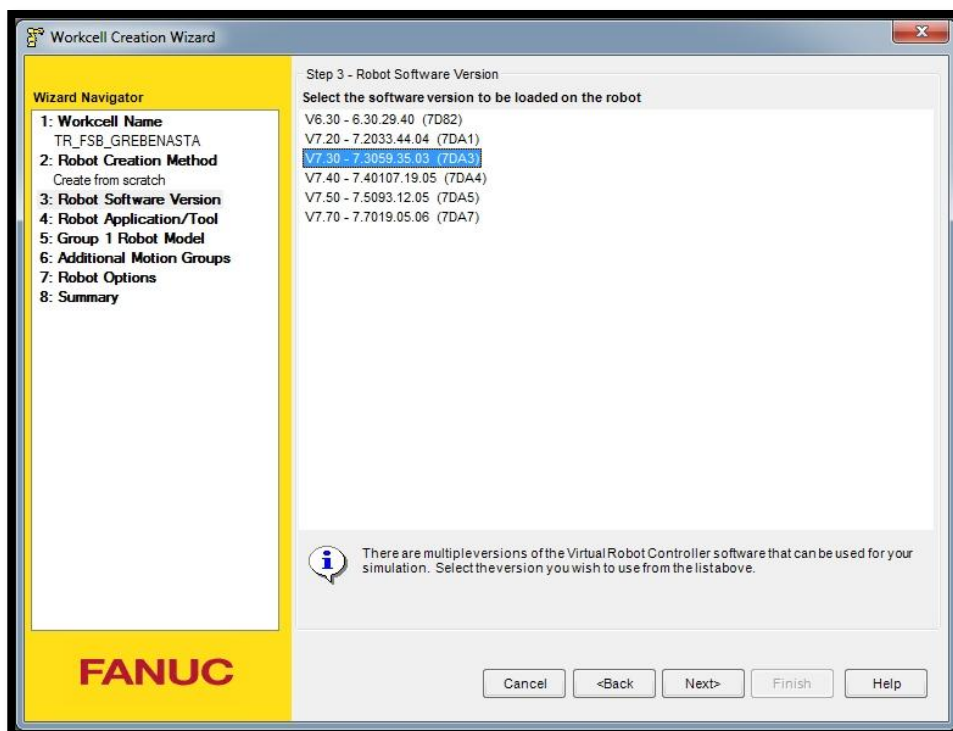 Workcell Creation Wizard
Wizard Navigator
1: Workcell Name
TR_FSB_GREBENASTA
2: Robot Creation Method
Create from scratch
3: Robot Software Version
4: Robot Application/Tool
5: Group 1 Robot Model
6: Additional Motion Groups
7: Robot Options
8: Summary
FANUC
Step 3 - Robot Software Version
Select the software version to be loaded on the robot
V6.30 - 6.30.29.40 (7D82)
V7.20 - 7.2033.44.04 (7DA1)
V7.30 - 7.3059.35.03 (7DA3)
V7.40 - 7.40107.19.05 (7DA4)
V7.50 - 7.5093.12.05 (7DA5)
V7.70 - 7.7019.05.06 (7DA7)
There are multiple versions of the Virtual Robot Controller software that can be used for your
simulation. Select the version you wish to use from the list above.
Cancel <Back Next> Finish Help